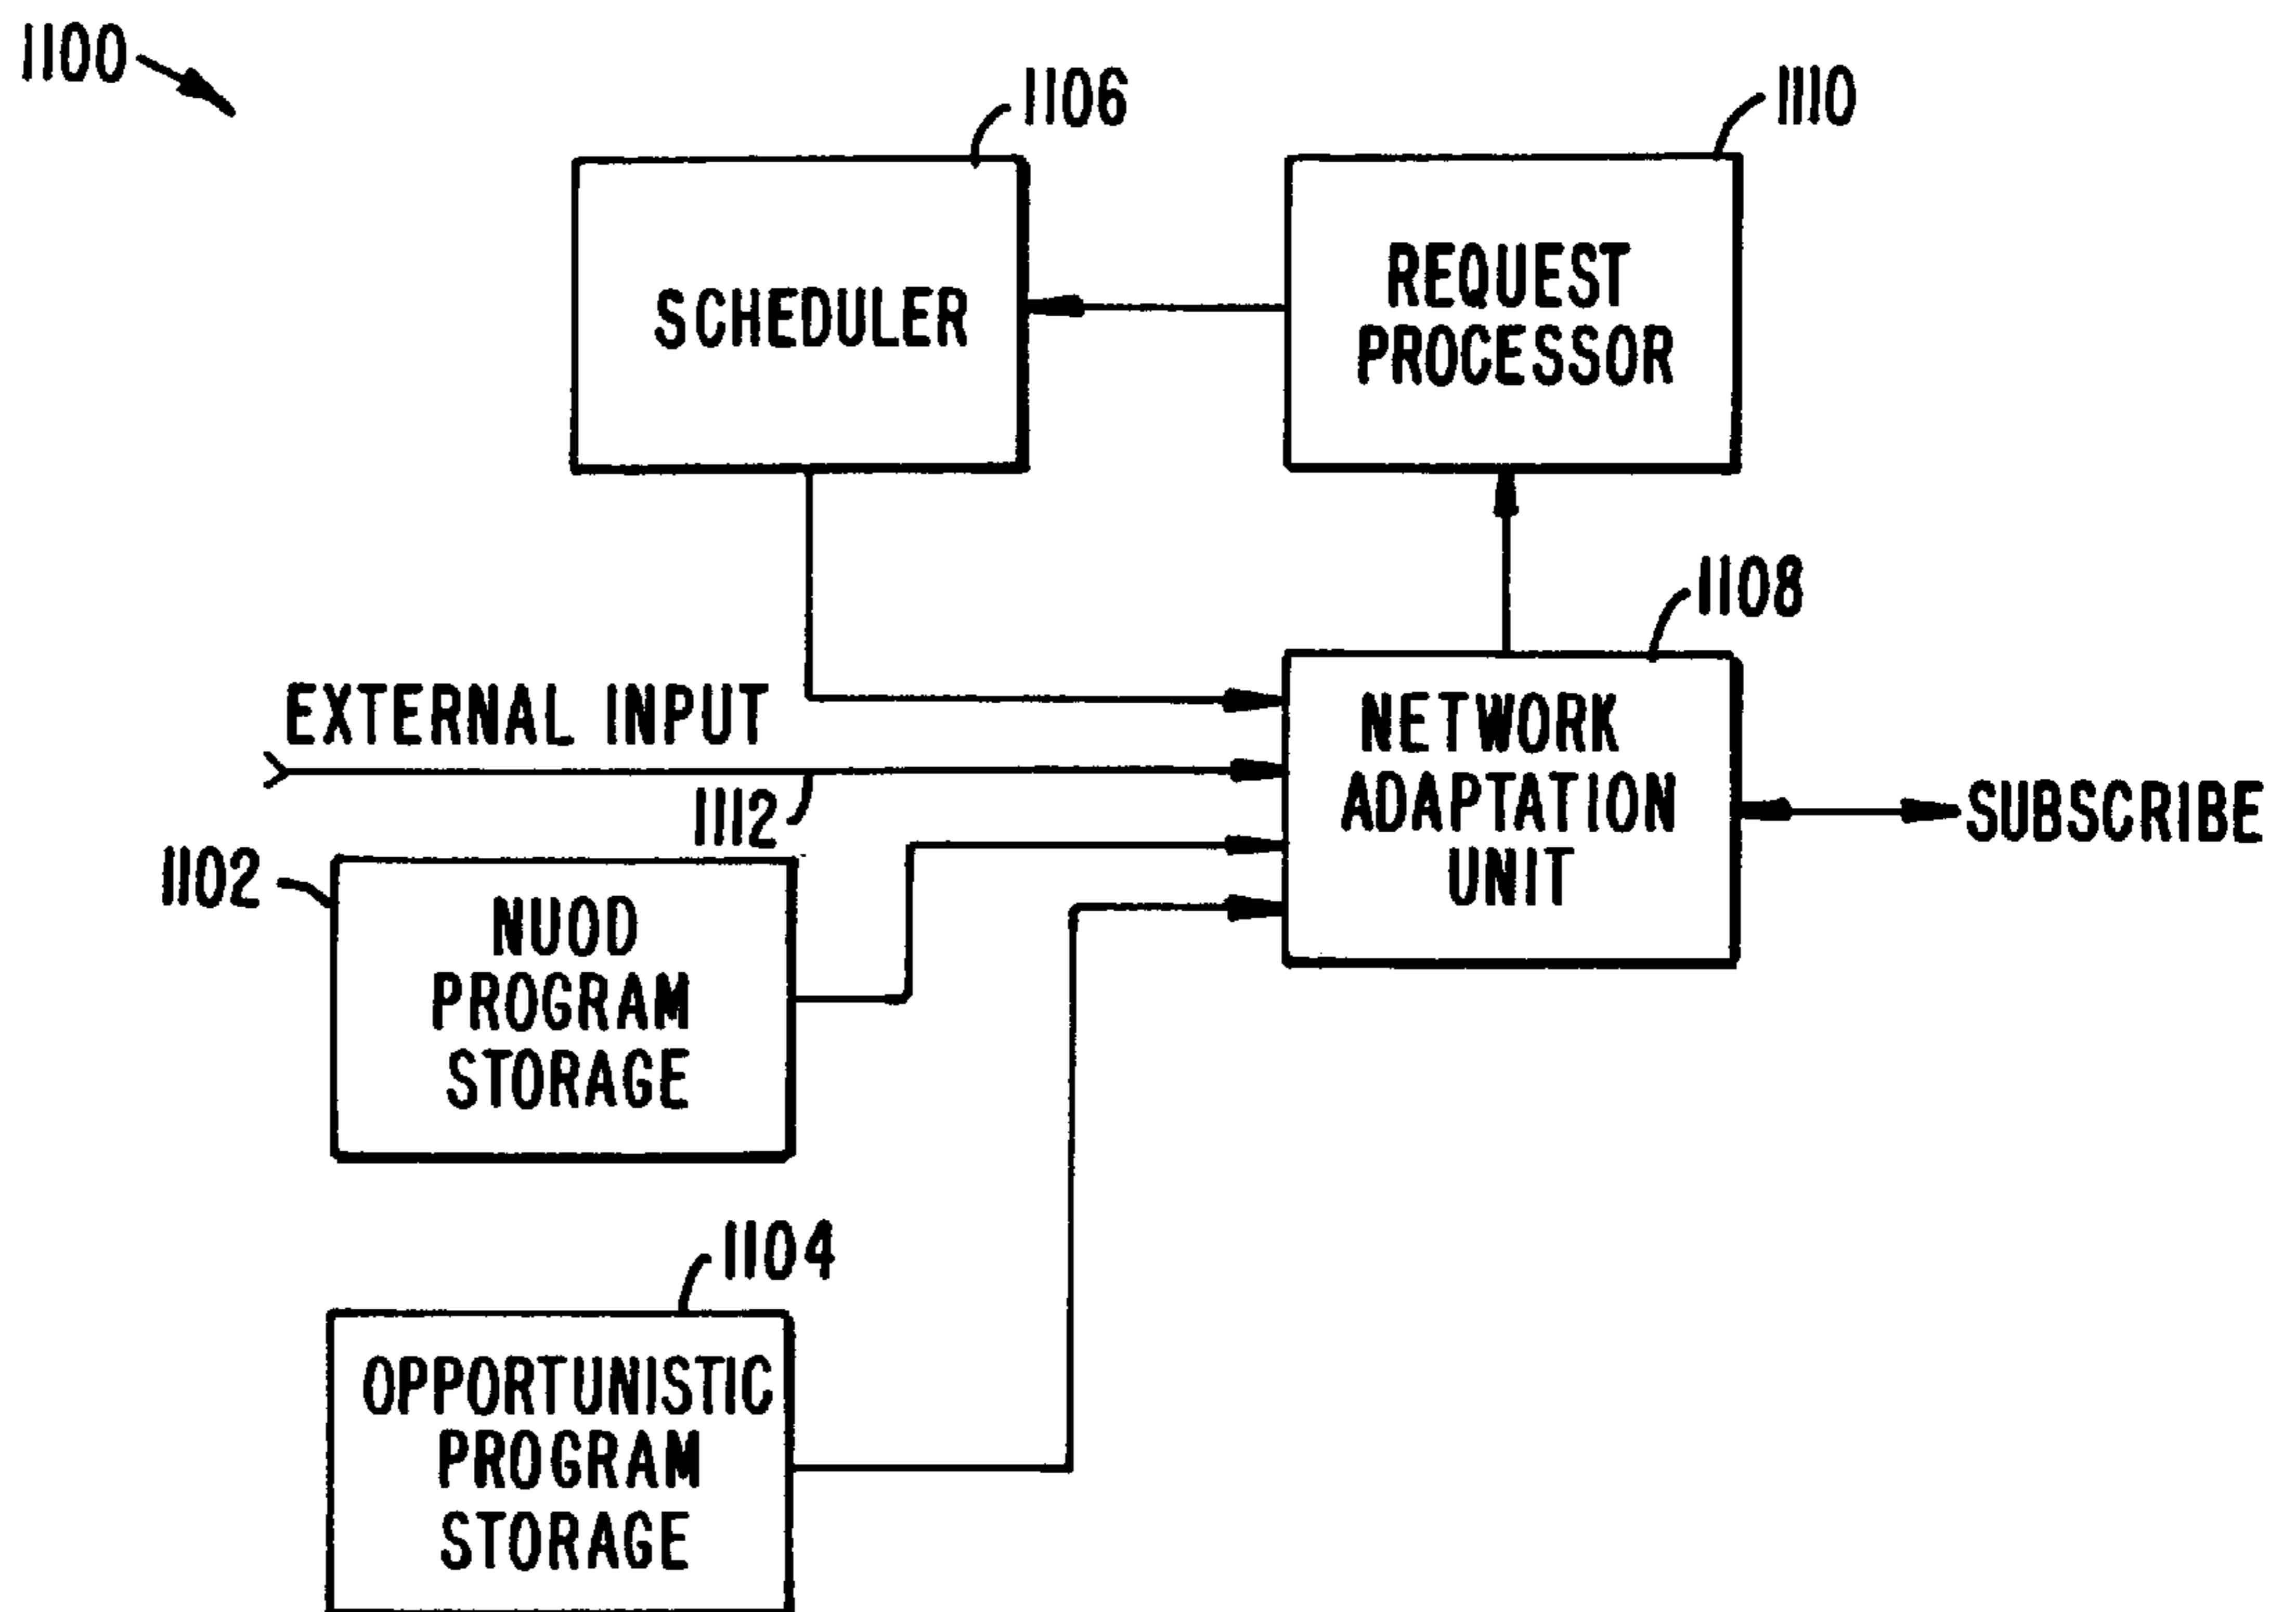 1100
1106
1110
SCHEDULER
REQUEST
PROCESSOR
1108
EXTERNAL INPUT
1112
NETWORK
ADAPTATION
UNIT
SUBSCRIBE
1102
NUOD
PROGRAM
STORAGE
1104
OPPORTUNISTIC
PROGRAM
STORAGE